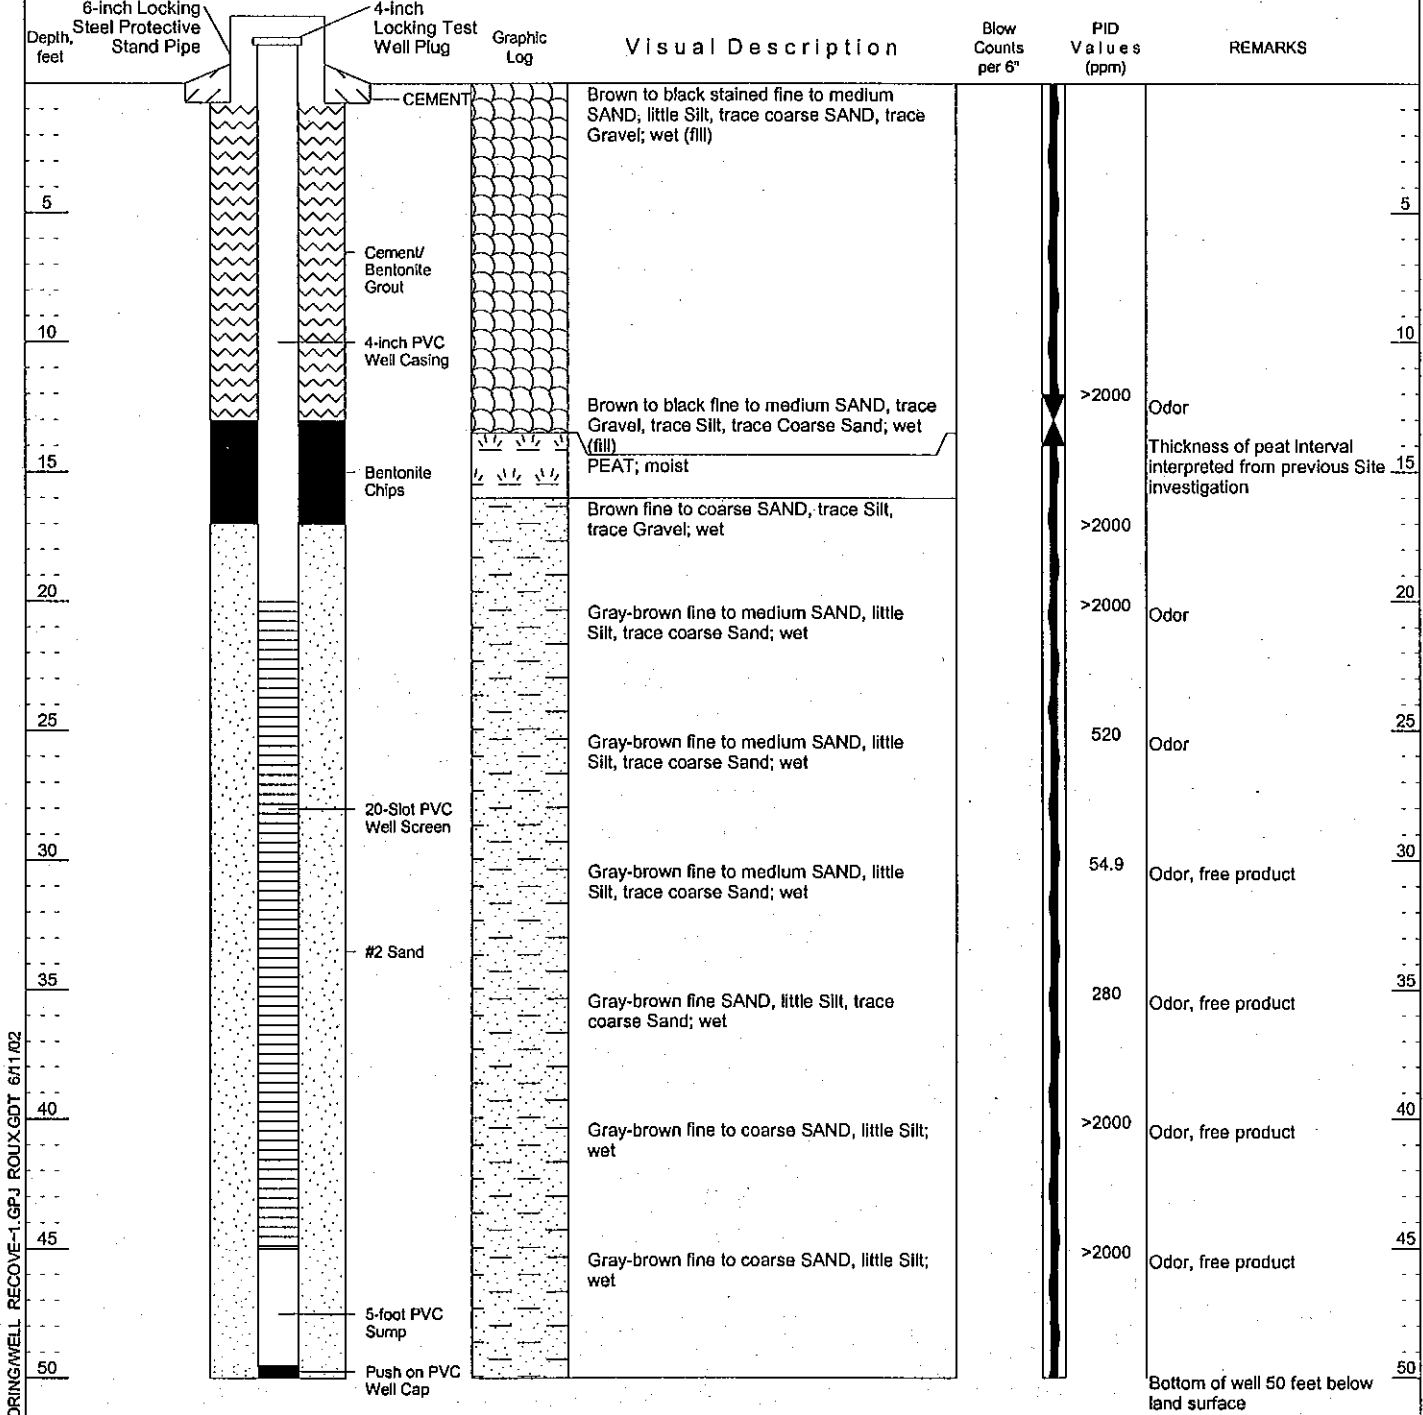 6-inch Locking
Steel Protective
Stand Pipe
4-inch
Locking Test
Well Plug
Depth,
feet
Graphic
Log
Visual Description
Blow
Counts
per 6"
PID
Values
(ppm)
REMARKS
CEMENT
Brown to black stained fine to medium
SAND, little Silt, trace coarse SAND, trace
Gravel; wet (fill)
5
5
Cement/
Bentonite
Grout
10
10
4-inch PVC
Well Casing
Brown to black fine to medium SAND, trace
Gravel, trace Silt, trace Coarse Sand; wet
(fill)
>2000
Odor
PEAT; moist
Thickness of peat interval
interpreted from previous Site
investigation
15
15
Bentonite
Chips
Brown fine to coarse SAND, trace Silt,
trace Gravel; wet
>2000
20
20
Gray-brown fine to medium SAND, little
Silt, trace coarse Sand; wet
>2000
Odor
25
25
Gray-brown fine to medium SAND, little
Silt, trace coarse Sand; wet
520
Odor
20-Slot PVC
Well Screen
30
30
Gray-brown fine to medium SAND, little
Silt, trace coarse Sand; wet
54.9
Odor, free product
#2 Sand
35
35
Gray-brown fine SAND, little Silt, trace
coarse Sand; wet
280
Odor, free product
40
40
Gray-brown fine to coarse SAND, little Silt;
wet
>2000
Odor, free product
45
45
Gray-brown fine to coarse SAND, little Silt;
wet
>2000
Odor, free product
5-foot PVC
Sump
50
50
Push on PVC
Well Cap
Bottom of well 50 feet below
land surface
ORING/WELL RECOVE~1.GPJ ROUX.GDT 6/11/02